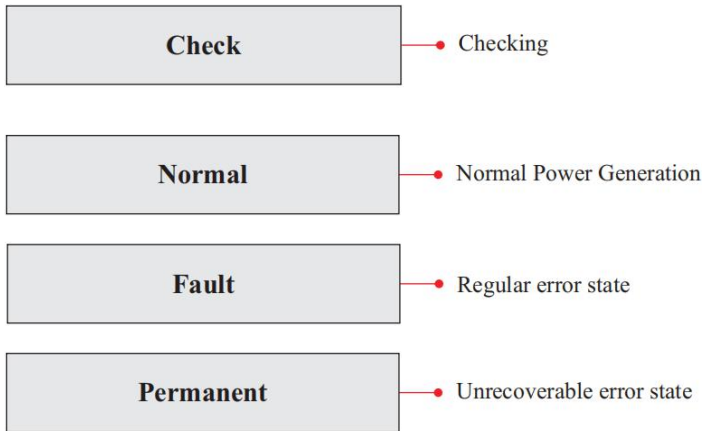 Check
Checking
Normal
Normal Power Generation
Fault
Regular error state
Permanent
Unrecoverable error state